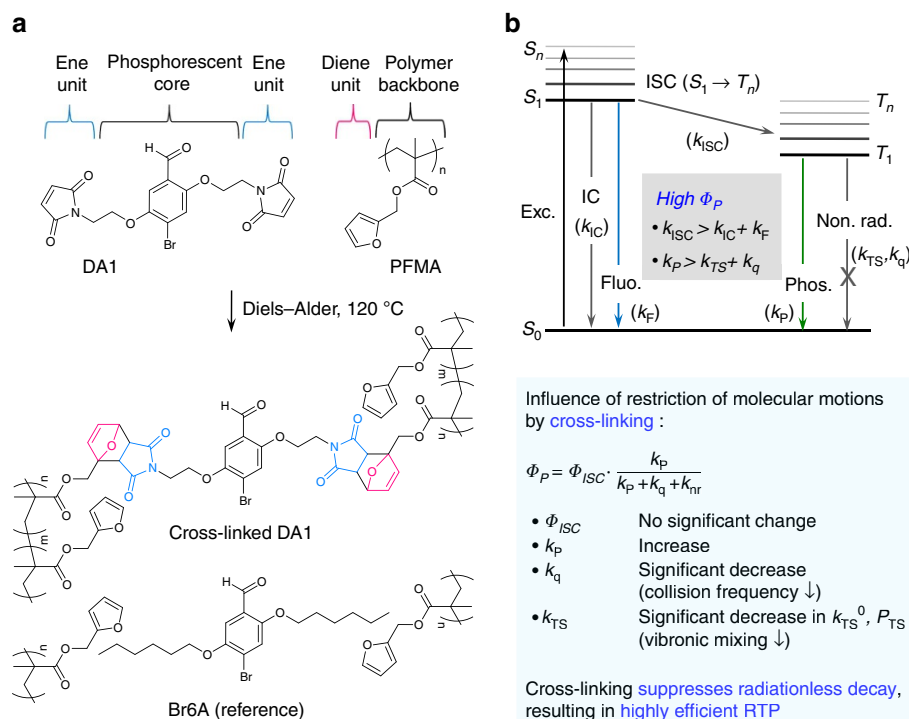 a
Ene
unit
Phosphorescent
core
Ene
unit
Diene
unit
Polymer
backbone
O
N
O
O
H
O
O
Br
O
N
O
n
O
O
O
DA1
PFMA
Diels–Alder, 120 °C
O
O
O
m
n
O
N
O
O
H
O
O
Br
O
N
O
O
O
O
n
O
O
m
O
O
O
Cross-linked DA1
n
O
O
O
H
O
O
O
Br
O
O
O
n
Br6A (reference)
b
Sn
S1
ISC (S1 → Tn)
(kISC)
Tn
T1
Exc.
IC
(kIC)
High ΦP
• kISC > kIC + kF
• kP > kTS + kq
Non. rad.
(kTS,kq)
X
Fluo.
(kF)
Phos.
(kP)
S0
Influence of restriction of molecular motions
by cross-linking :
ΦP = ΦISC · kP / kP + kq + knr
• ΦISC No significant change
• kP Increase
• kq Significant decrease
(collision frequency ↓)
• kTS Significant decrease in kTS⁰, PTS
(vibronic mixing ↓)
Cross-linking suppresses radiationless decay,
resulting in highly efficient RTP